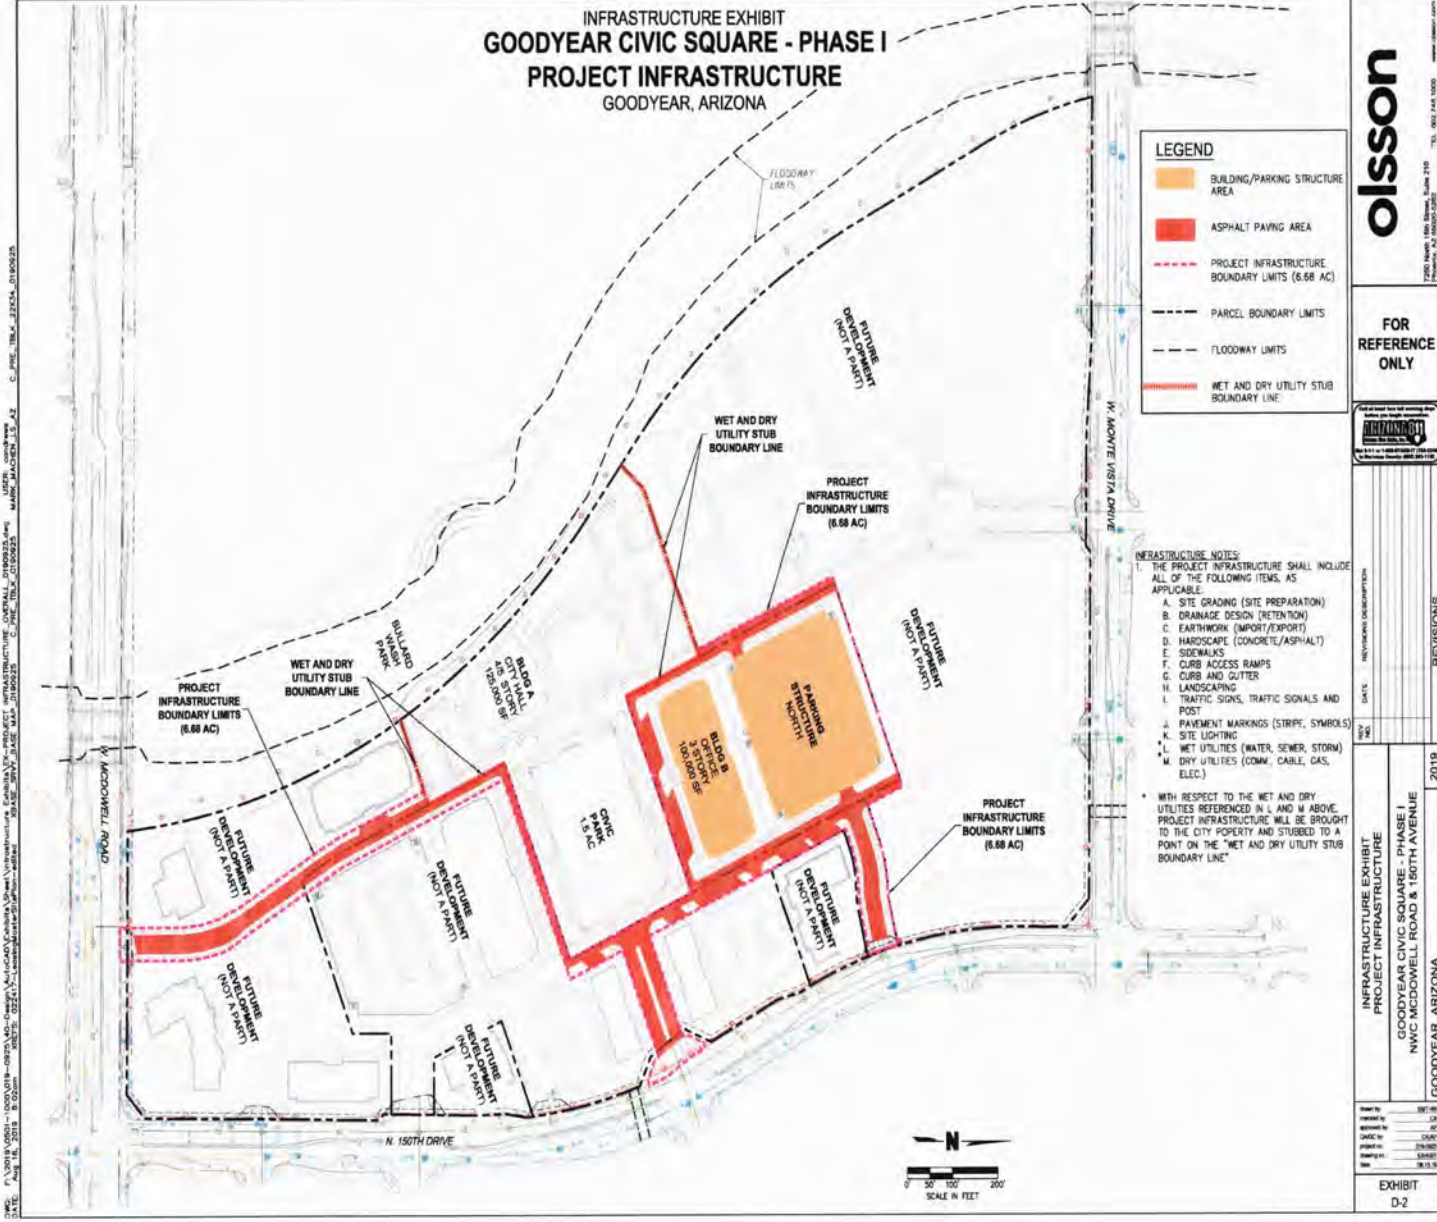 INFRASTRUCTURE EXHIBIT
GOODYEAR CIVIC SQUARE - PHASE I
PROJECT INFRASTRUCTURE
GOODYEAR, ARIZONA
FLOODWAY
LIMITS
LEGEND
BUILDING/PARKING STRUCTURE
AREA
ASPHALT PAVING AREA
PROJECT INFRASTRUCTURE
BOUNDARY LIMITS (6.68 AC)
PARCEL BOUNDARY LIMITS
FLOODWAY LIMITS
WET AND DRY UTILITY STUB
BOUNDARY LINE
FUTURE
DEVELOPMENT
(NOT A PART)
WET AND DRY
UTILITY STUB
BOUNDARY LINE
PROJECT
INFRASTRUCTURE
BOUNDARY LIMITS
(6.68 AC)
W. MONTE VISTA DRIVE
INFRASTRUCTURE NOTES:
1. THE PROJECT INFRASTRUCTURE SHALL INCLUDE
ALL OF THE FOLLOWING ITEMS, AS
APPLICABLE:
A. SITE GRADING (SITE PREPARATION)
B. DRAINAGE DESIGN (RETENTION)
C. EARTHWORK (IMPORT/EXPORT)
D. HARDSCAPE (CONCRETE/ASPHALT)
E. SIDEWALKS
F. CURB ACCESS RAMPS
G. CURB AND GUTTER
H. LANDSCAPING
I. TRAFFIC SIGNS, TRAFFIC SIGNALS AND
POST
J. PAVEMENT MARKINGS (STRIPE, SYMBOLS)
K. SITE LIGHTING
* L. WET UTILITIES (WATER, SEWER, STORM)
* M. DRY UTILITIES (COMM, CABLE, GAS,
ELEC.)
* WITH RESPECT TO THE WET AND DRY
UTILITIES REFERENCED IN L AND M ABOVE,
PROJECT INFRASTRUCTURE WILL BE BROUGHT
TO THE CITY POPERTY AND STUBBED TO A
POINT ON THE "WET AND DRY UTILITY STUB
BOUNDARY LINE"
FUTURE
DEVELOPMENT
(NOT A PART)
BULLARD
WASH
PARK
BLDG A
CITY HALL
4/5 STORY
125,000 SF
WET AND DRY
UTILITY STUB
BOUNDARY LINE
PROJECT
INFRASTRUCTURE
BOUNDARY LIMITS
(6.68 AC)
PARKING
STRUCTURE
NORTH
BLDG B
OFFICE
3 STORY
100,000 SF
CIVIC
PARK
1.5 AC
PROJECT
INFRASTRUCTURE
BOUNDARY LIMITS
(6.68 AC)
W. MCDOWELL ROAD
FUTURE
DEVELOPMENT
(NOT A PART)
FUTURE
DEVELOPMENT
(NOT A PART)
FUTURE
DEVELOPMENT
(NOT A PART)
FUTURE
DEVELOPMENT
(NOT A PART)
FUTURE
DEVELOPMENT
(NOT A PART)
N. 150TH DRIVE
N
0 50' 100' 200'
SCALE IN FEET
olsson
FOR
REFERENCE
ONLY
ARIZONA 811
REV. NO.
DATE
REVISIONS DESCRIPTION
REVISIONS
2019
INFRASTRUCTURE EXHIBIT
PROJECT INFRASTRUCTURE
GOODYEAR CIVIC SQUARE - PHASE I
NWC MCDOWELL ROAD & 150TH AVENUE
GOODYEAR, ARIZONA
EXHIBIT
D-2